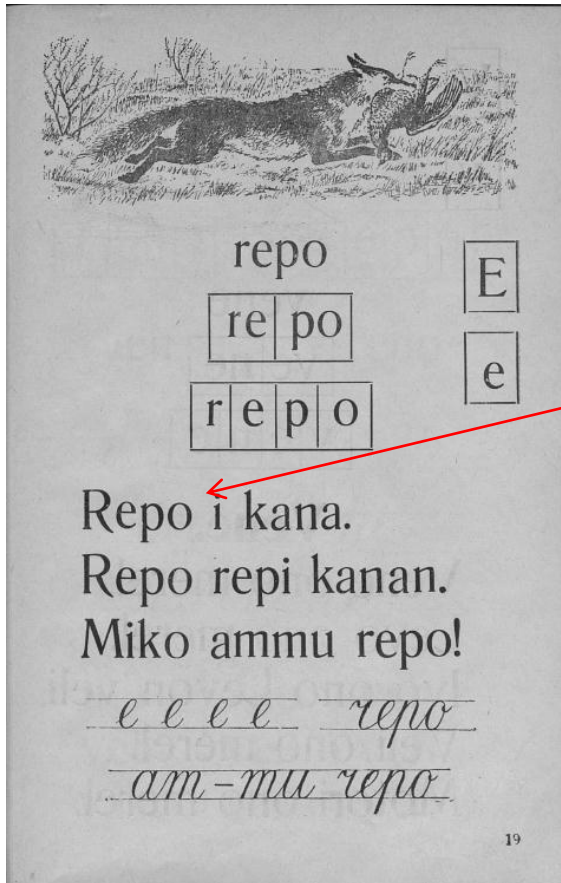 repo
re po
r e p o
E
e
Repo i kana.
Repo repi kanan.
Miko ammu repo!
e e e e repo
am-mu repo
19